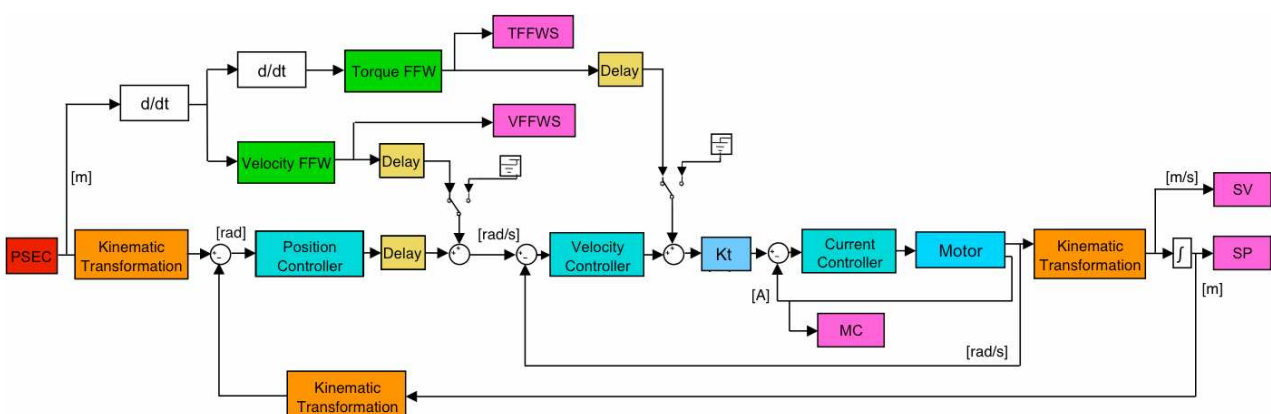 TFFWS
d/dt
Torque FFW
Delay
d/dt
VFFWS
Velocity FFW
Delay
[m]
[m/s]
SV
[rad]
[rad/s]
PSEC
Kinematic
Transformation
Position
Controller
Delay
Velocity
Controller
Kt
Current
Controller
Motor
Kinematic
Transformation
∫
SP
[A]
[m]
MC
[rad/s]
Kinematic
Transformation